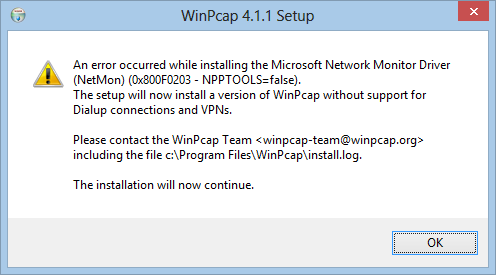 WinPcap 4.1.1 Setup
An error occurred while installing the Microsoft Network Monitor Driver
(NetMon) (0x800F0203 - NPPTOOLS=false).
The setup will now install a version of WinPcap without support for
Dialup connections and VPNs.
Please contact the WinPcap Team <winpcap-team@winpcap.org>
including the file c:\Program Files\WinPcap\install.log.
The installation will now continue.
OK